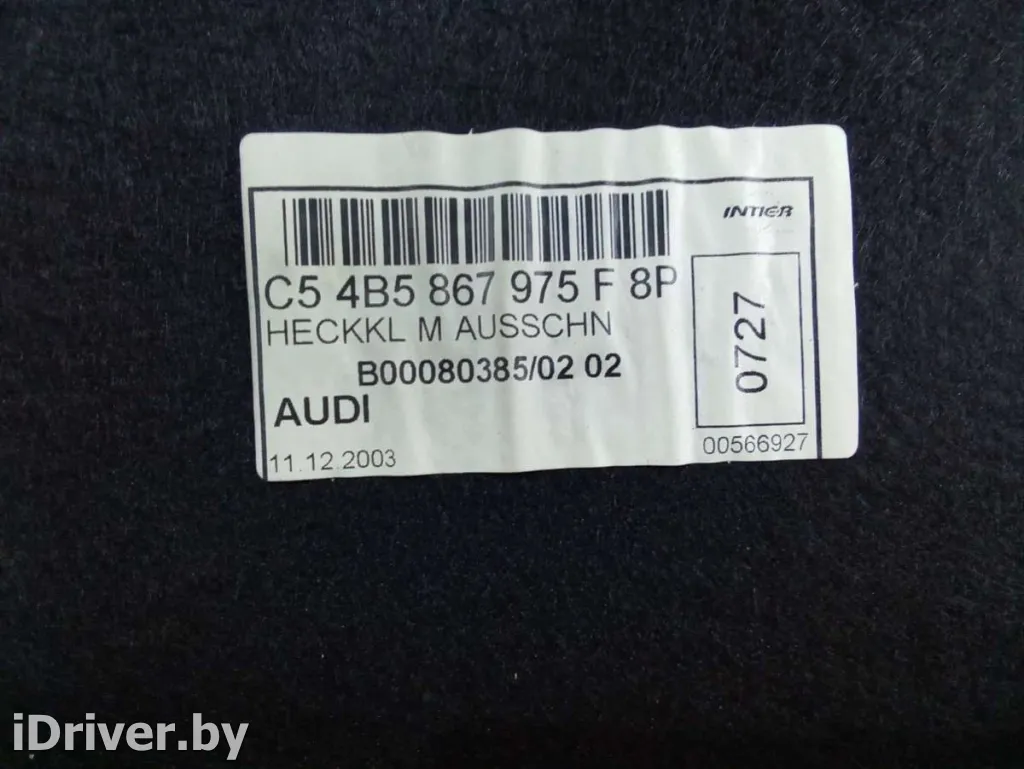 INTIER
C5 4B5 867 975 F 8P
HECKKL M AUSSCHN
B00080385/02 02
AUDI
11.12.2003
0727
00566927
iDriver.by